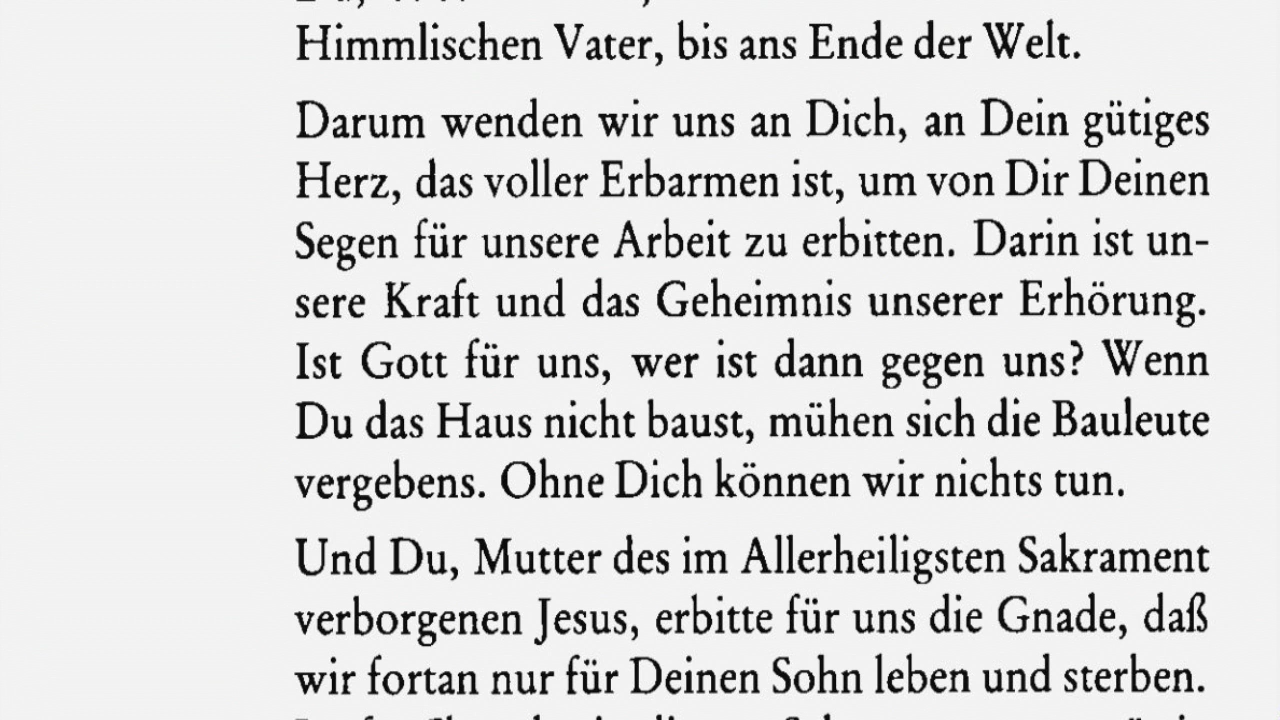 Himmlischen Vater, bis ans Ende der Welt.
Darum wenden wir uns an Dich, an Dein gütiges
Herz, das voller Erbarmen ist, um von Dir Deinen
Segen für unsere Arbeit zu erbitten. Darin ist un-
sere Kraft und das Geheimnis unserer Erhörung.
Ist Gott für uns, wer ist dann gegen uns? Wenn
Du das Haus nicht baust, mühen sich die Bauleute
vergebens. Ohne Dich können wir nichts tun.
Und Du, Mutter des im Allerheiligsten Sakrament
verborgenen Jesus, erbitte für uns die Gnade, daß
wir fortan nur für Deinen Sohn leben und sterben.